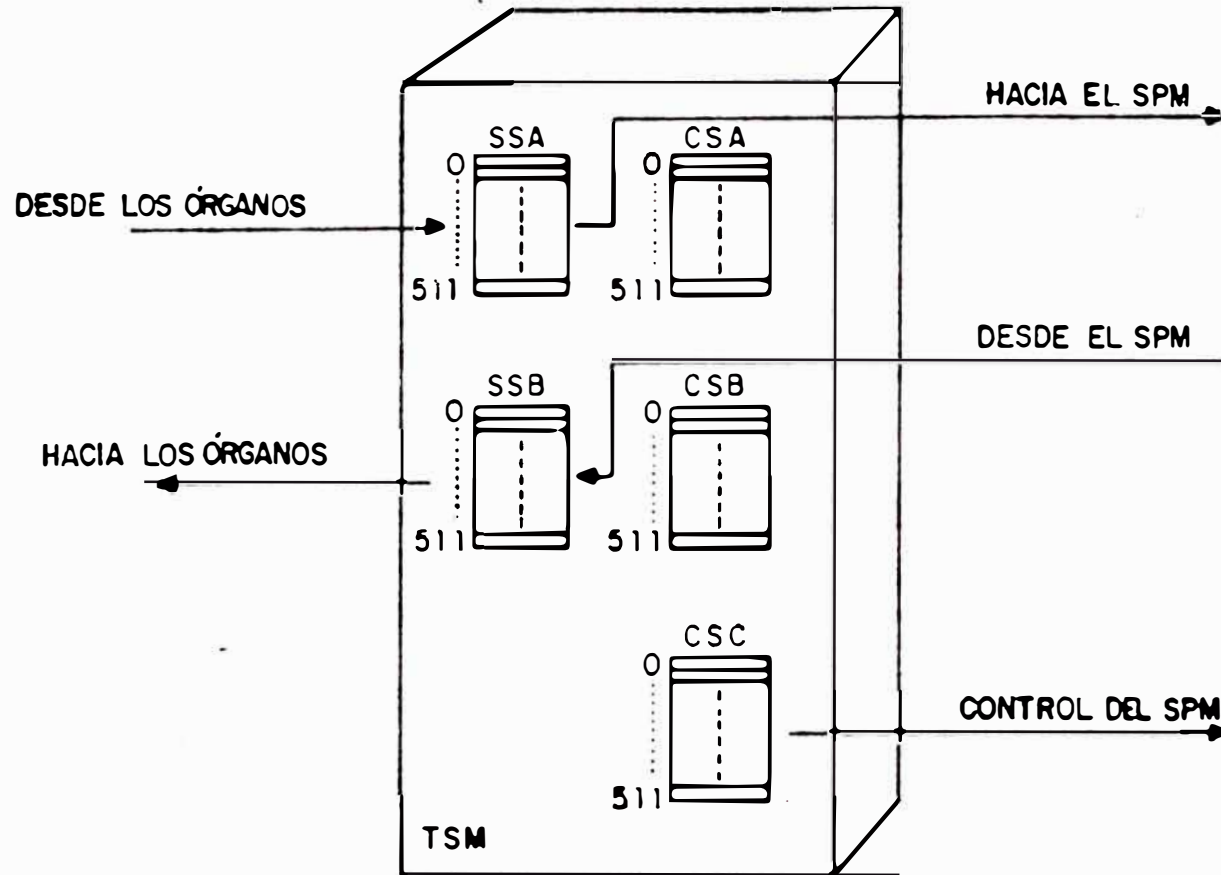 HACIA EL SPM
SSA
CSA
0
0
DESDE LOS ÓRGANOS
511
511
DESDE EL SPM
SSB
CSB
0
0
HACIA LOS ÓRGANOS
511
511
CSC
0
CONTROL DEL SPM
511
TSM